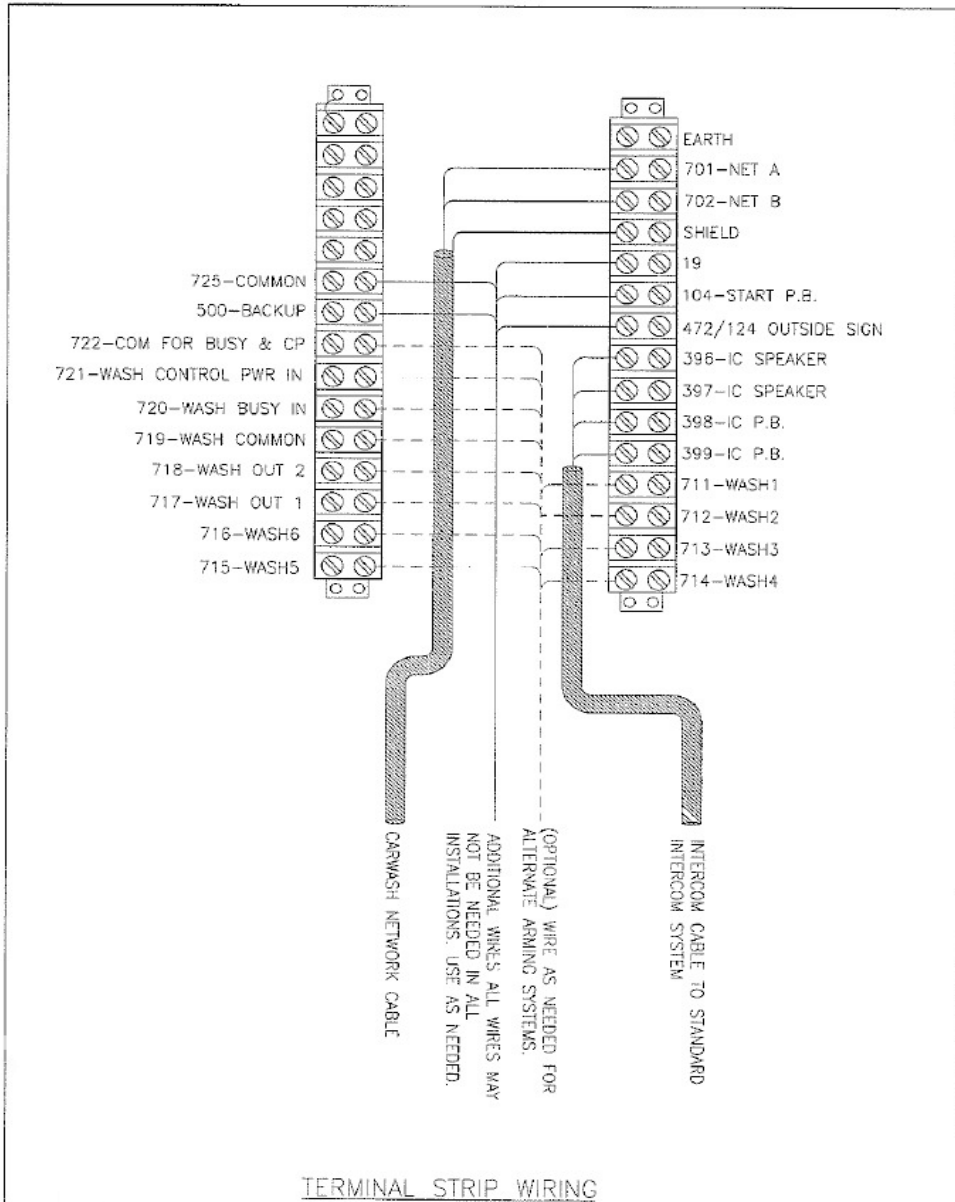 725-COMMON
500-BACKUP
722-COM FOR BUSY & CP
721-WASH CONTROL PWR IN
720-WASH BUSY IN
719-WASH COMMON
718-WASH OUT 2
717-WASH OUT 1
716-WASH6
715-WASH5
EARTH
701-NET A
702-NET B
SHIELD
19
104-START P.B.
472/124 OUTSIDE SIGN
396-IC SPEAKER
397-IC SPEAKER
398-IC P.B.
399-IC P.B.
711-WASH1
712-WASH2
713-WASH3
714-WASH4
CARWASH NETWORK CABLE
ADDITIONAL WIRES ALL WIRES MAY
NOT BE NEEDED IN ALL
INSTALLATIONS. USE AS NEEDED.
(OPTIONAL) WIRE AS NEEDED FOR
ALTERNATE ARMING SYSTEMS.
INTERCOM CABLE TO STANDARD
INTERCOM SYSTEM
TERMINAL STRIP WIRING